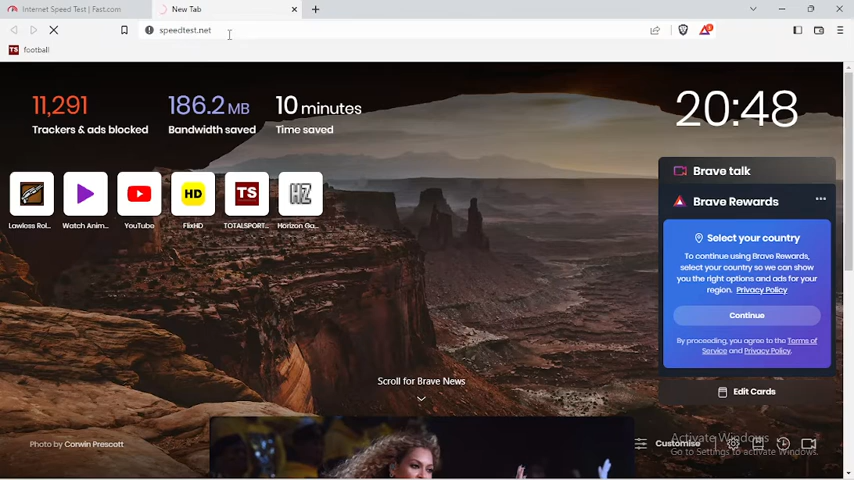 Internet Speed Test | Fast.com
New Tab
speedtest.net
TS football
11,291
Trackers & ads blocked
186.2 MB
Bandwidth saved
10 minutes
Time saved
20:48
Brave talk
Brave Rewards
Select your country
To continue using Brave Rewards,
select your country so we can show
you the right options and ads for your
region. Privacy Policy
Continue
By proceeding, you agree to the Terms of
Service and Privacy Policy.
Edit Cards
HD
TS
HZ
Lawless Rol...
Watch Anim...
YouTube
FlixHD
TOTALSPORT...
Horizon Ga...
Scroll for Brave News
Photo by Corwin Prescott
Customise
Activate Windows
Go to Settings to activate Windows.